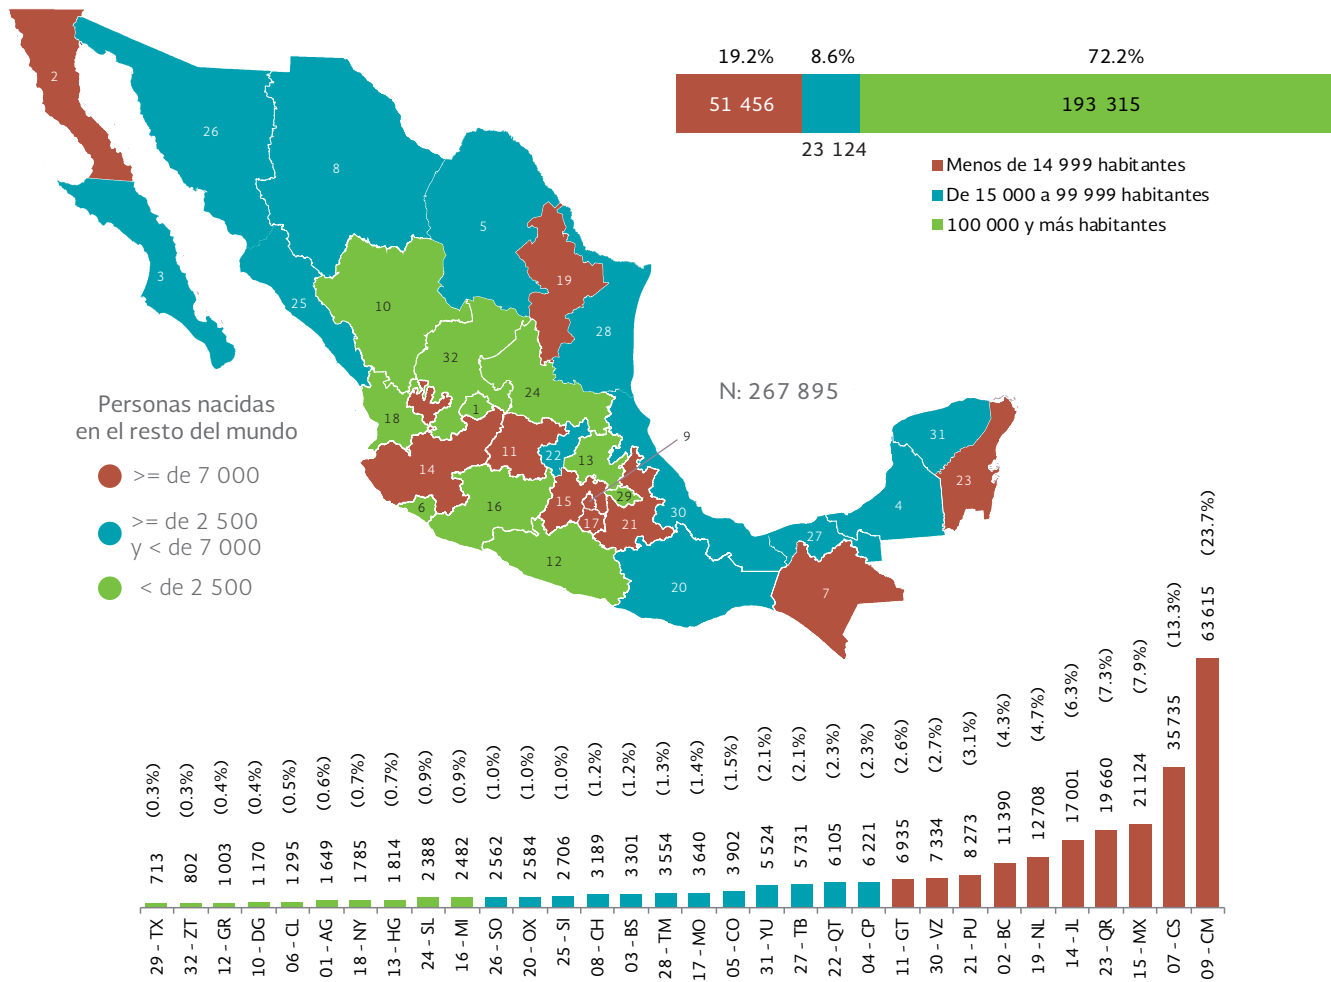 19.2%
8.6%
72.2%
51 456
193 315
23 124
Menos de 14 999 habitantes
De 15 000 a 99 999 habitantes
100 000 y más habitantes
2
26
8
5
3
19
25
10
28
32
24
N: 267 895
18
1
9
31
11
22
13
14
23
15
29
6
16
4
17
21
30
27
12
20
7
Personas nacidas
en el resto del mundo
>= de 7 000
>= de 2 500
y < de 7 000
< de 2 500
(0.3%)
(0.3%)
(0.4%)
(0.4%)
(0.5%)
(0.6%)
(0.7%)
(0.7%)
(0.9%)
(0.9%)
(1.0%)
(1.0%)
(1.0%)
(1.2%)
(1.2%)
(1.3%)
(1.4%)
(1.5%)
(2.1%)
(2.1%)
(2.3%)
(2.3%)
(2.6%)
(2.7%)
(3.1%)
(4.3%)
(4.7%)
(6.3%)
(7.3%)
(7.9%)
(13.3%)
(23.7%)
713
802
1 003
1 170
1 295
1 649
1 785
1 814
2 388
2 482
2 562
2 584
2 706
3 189
3 301
3 554
3 640
3 902
5 524
5 731
6 105
6 221
6 935
7 334
8 273
11 390
12 708
17 001
19 660
21 124
35 735
63 615
29 - TX
32 - ZT
12 - GR
10 - DG
06 - CL
01 - AG
18 - NY
13 - HG
24 - SL
16 - MI
26 - SO
20 - OX
25 - SI
08 - CH
03 - BS
28 - TM
17 - MO
05 - CO
31 - YU
27 - TB
22 - QT
04 - CP
11 - GT
30 - VZ
21 - PU
02 - BC
19 - NL
14 - JL
23 - QR
15 - MX
07 - CS
09 - CM